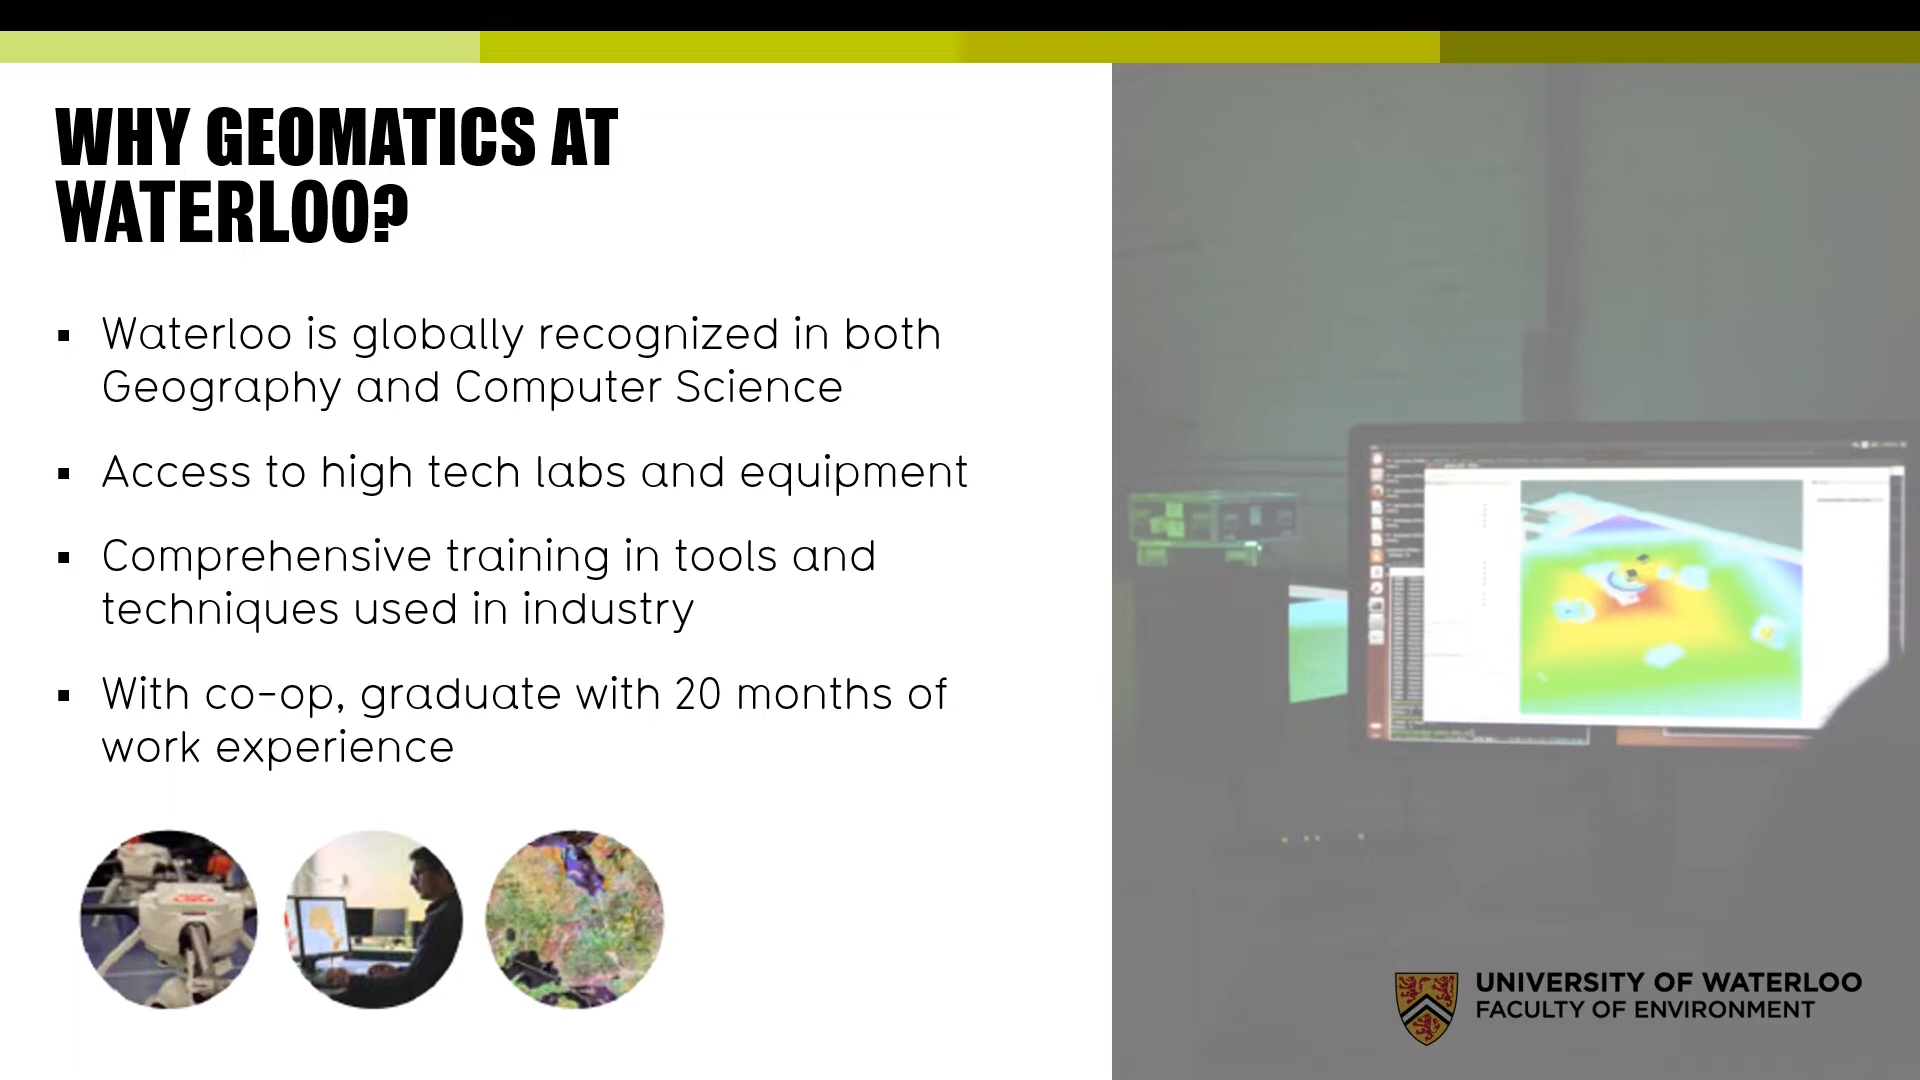 WHY GEOMATICS AT
WATERLOO?
▪ Waterloo is globally recognized in both
Geography and Computer Science
▪ Access to high tech labs and equipment
▪ Comprehensive training in tools and
techniques used in industry
▪ With co-op, graduate with 20 months of
work experience
UNIVERSITY OF WATERLOO
FACULTY OF ENVIRONMENT